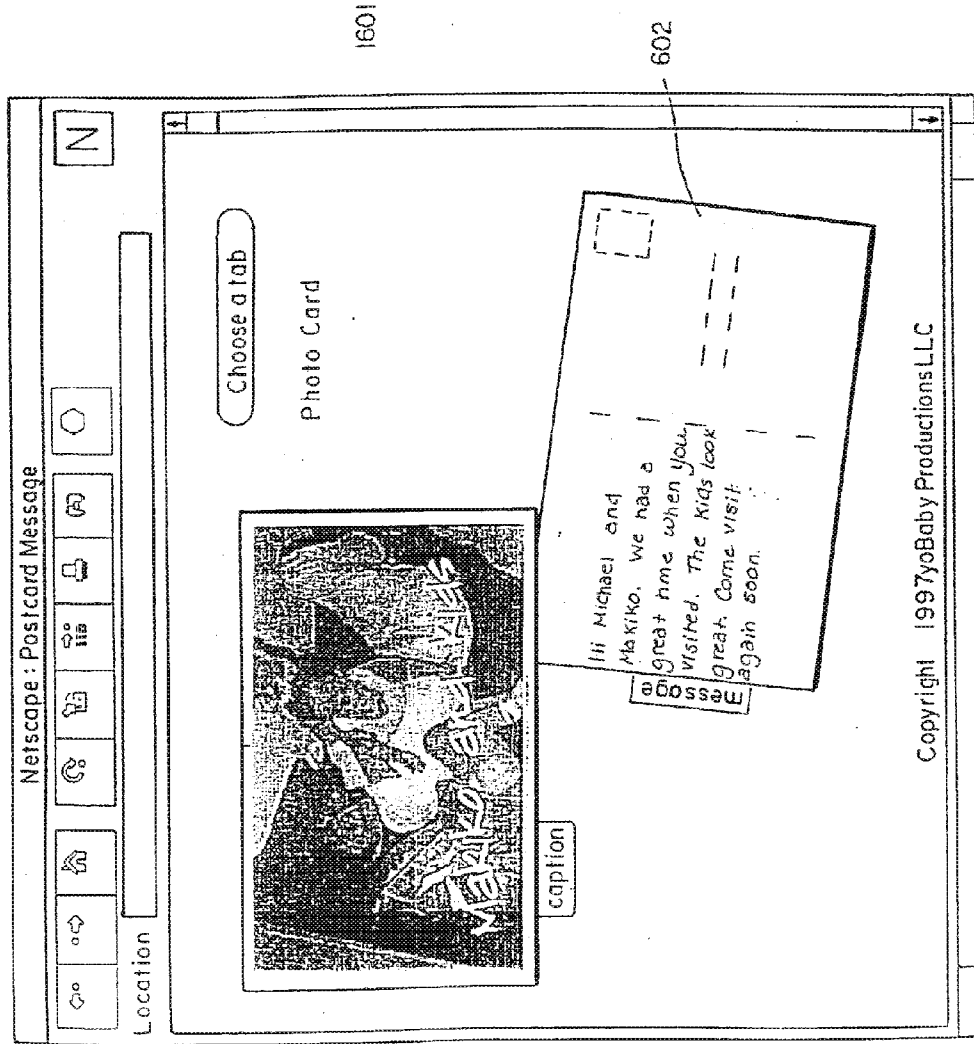 Netscape: Postcard Message
N
Location
Choose a tab
Photo Card
caption
message
Hi Michael and
Makiko. We had a
great time when you
visited. The kids look
great. Come visit
again soon.
1601
602
Copyright 1997yoBaby Productions LLC